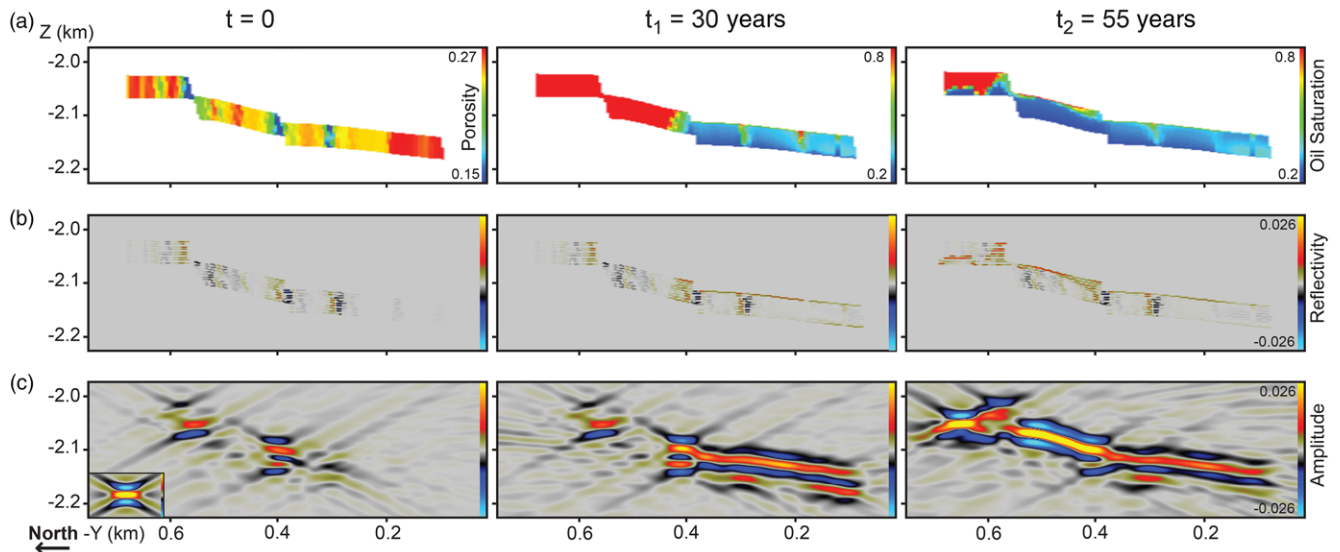 t = 0 t₁ = 30 years t₂ = 55 years
(a) Z (km)
-2.0
-2.1
-2.2
0.27
Porosity
0.15
0.8
0.2
0.8
0.2
Oil Saturation
(b)
-2.0
-2.1
-2.2
0.026
-0.026
Reflectivity
(c)
-2.0
-2.1
-2.2
0.026
-0.026
Amplitude
North -Y (km) 0.6 0.4 0.2 0.6 0.4 0.2 0.6 0.4 0.2